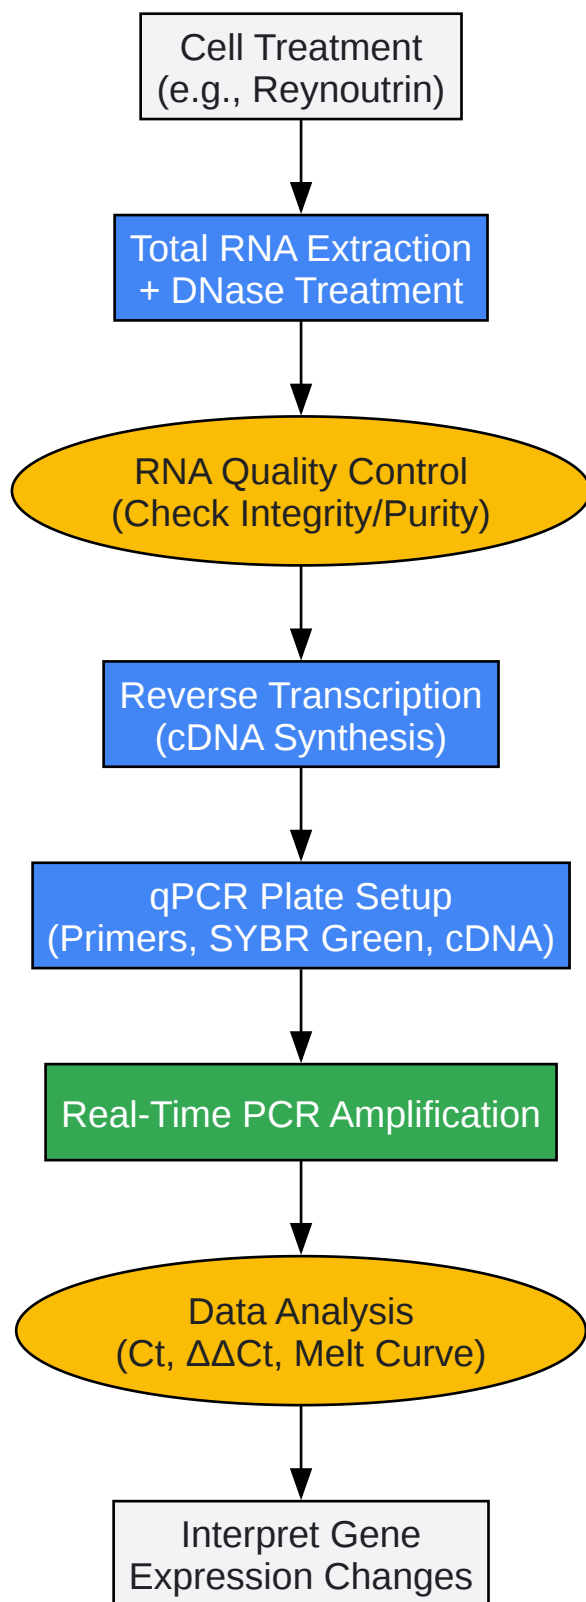 Cell Treatment
(e.g., Reynoutrin)
Total RNA Extraction
+ DNase Treatment
RNA Quality Control
(Check Integrity/Purity)
Reverse Transcription
(cDNA Synthesis)
qPCR Plate Setup
(Primers, SYBR Green, cDNA)
Real-Time PCR Amplification
Data Analysis
(Ct, ΔΔCt, Melt Curve)
Interpret Gene
Expression Changes